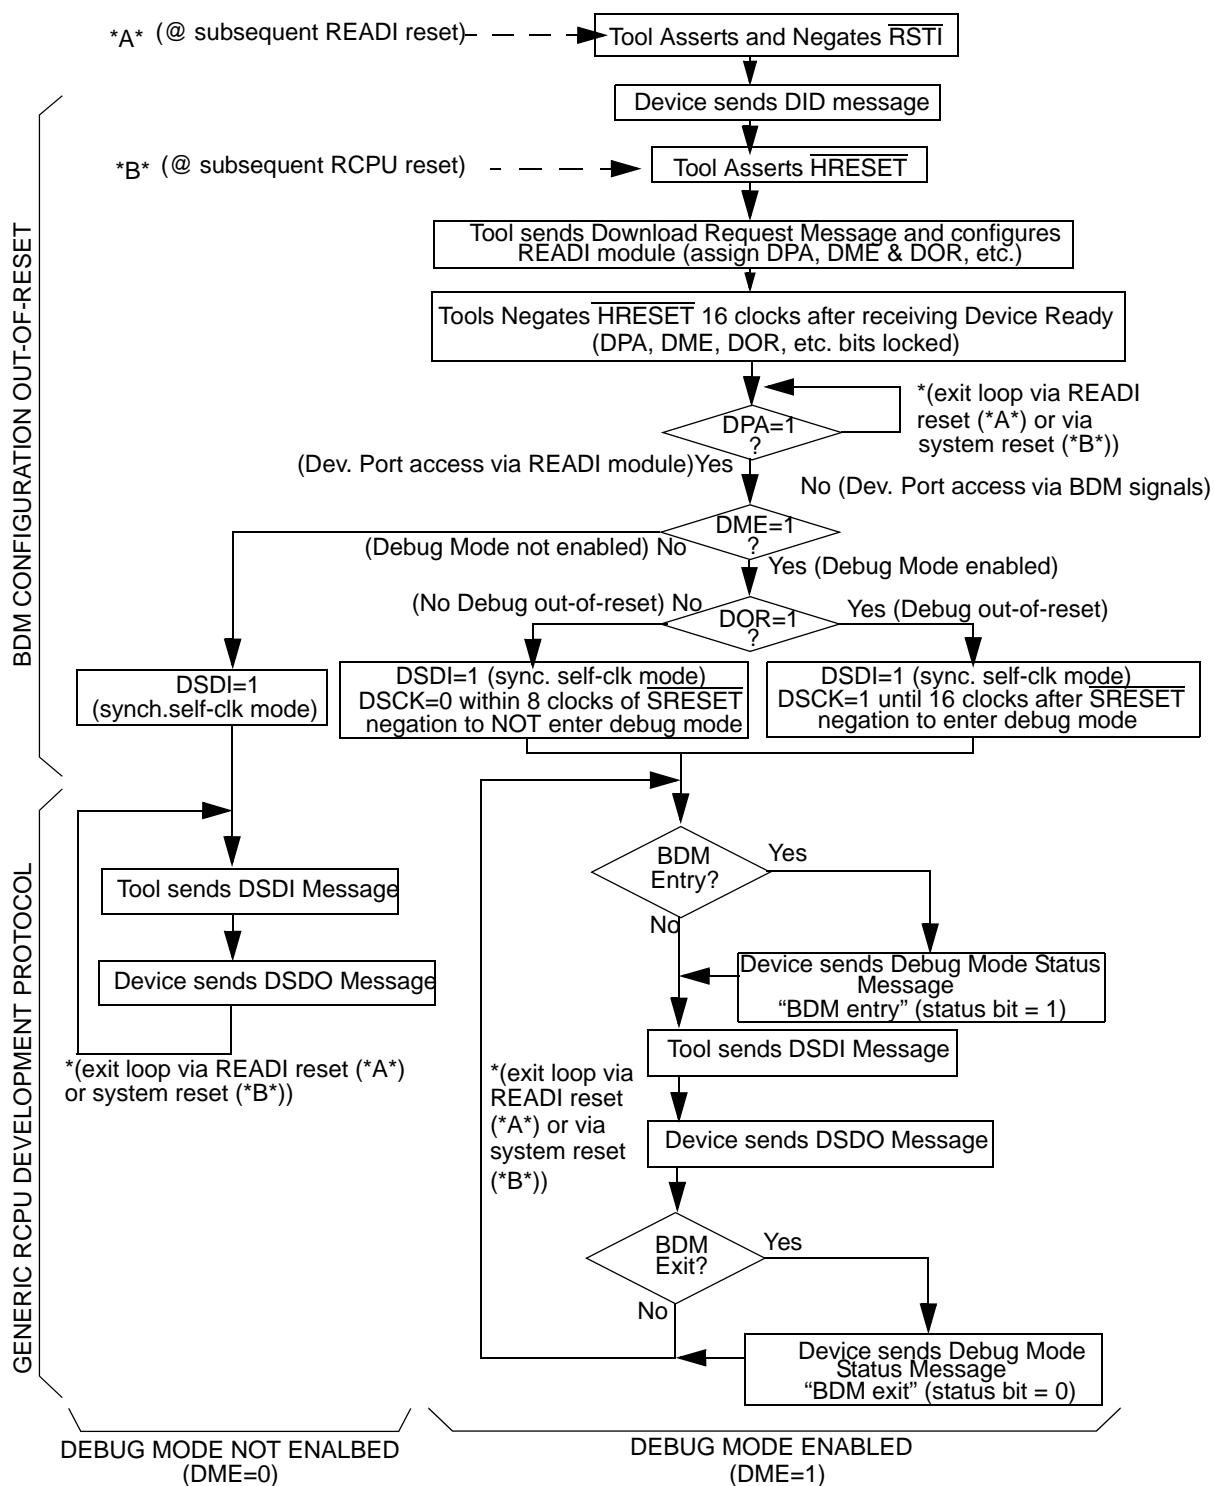 *A* (@ subsequent READI reset)
Tool Asserts and Negates RSTI
Device sends DID message
*B* (@ subsequent RCPU reset)
Tool Asserts HRESET
Tool sends Download Request Message and configures
READI module (assign DPA, DME & DOR, etc.)
Tools Negates HRESET 16 clocks after receiving Device Ready
(DPA, DME, DOR, etc. bits locked)
*(exit loop via READI
reset (*A*) or via
system reset (*B*))
DPA=1
?
(Dev. Port access via READI module)Yes
No (Dev. Port access via BDM signals)
DME=1
?
(Debug Mode not enabled) No
Yes (Debug Mode enabled)
(No Debug out-of-reset) No
DOR=1
?
Yes (Debug out-of-reset)
DSDI=1
(synch.self-clk mode)
DSDI=1 (sync. self-clk mode)
DSCK=0 within 8 clocks of SRESET
negation to NOT enter debug mode
DSDI=1 (sync. self-clk mode)
DSCK=1 until 16 clocks after SRESET
negation to enter debug mode
BDM CONFIGURATION OUT-OF-RESET
BDM
Entry?
Yes
No
Tool sends DSDI Message
Device sends DSDO Message
*(exit loop via READI reset (*A*)
or system reset (*B*))
Device sends Debug Mode Status
Message
“BDM entry” (status bit = 1)
Tool sends DSDI Message
*(exit loop via
READI reset
(*A*) or via
system reset
(*B*))
Device sends DSDO Message
BDM
Exit?
Yes
No
Device sends Debug Mode
Status Message
“BDM exit” (status bit = 0)
GENERIC RCPU DEVELOPMENT PROTOCOL
DEBUG MODE NOT ENALBED
(DME=0)
DEBUG MODE ENABLED
(DME=1)